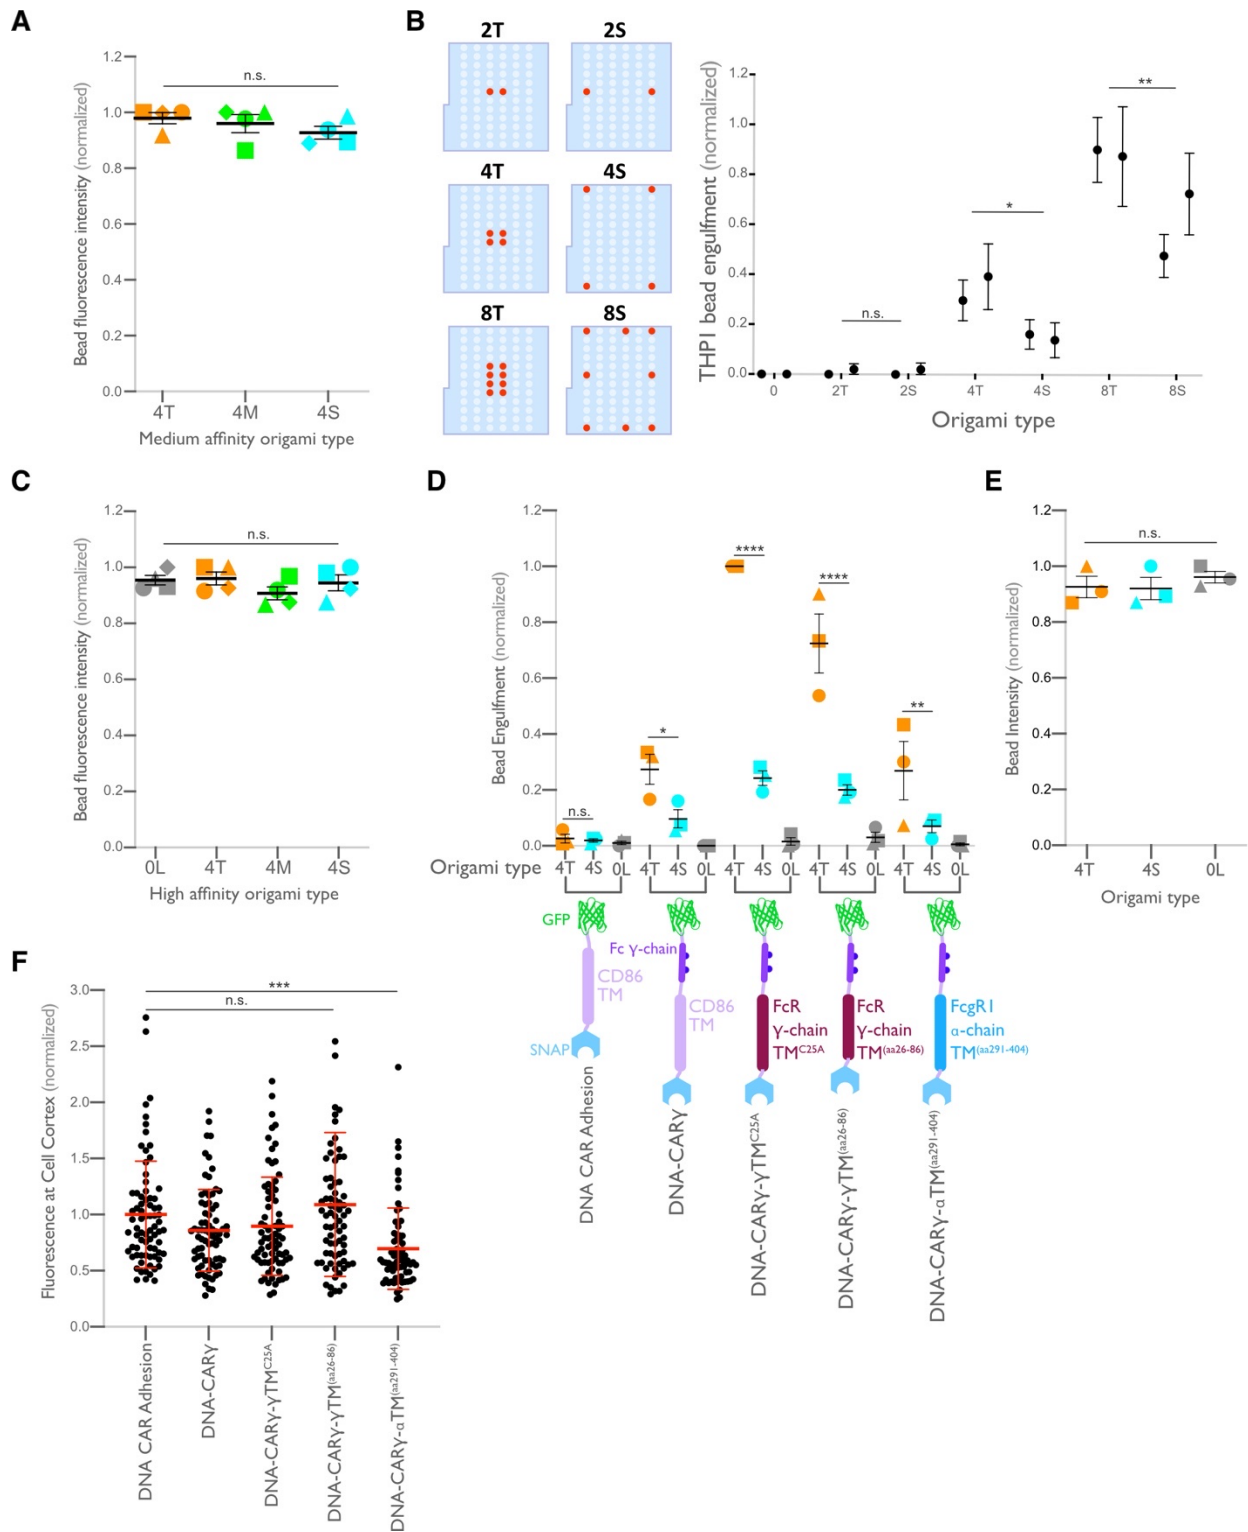 A
1.2
1.0
0.8
0.6
0.4
0.2
0.0
Bead fluorescence intensity (normalized)
n.s.
4T 4M 4S
Medium affinity origami type
B
2T 2S
4T 4S
8T 8S
1.2
1.0
0.8
0.6
0.4
0.2
0.0
THP1 bead engulfment (normalized)
n.s.
*
**
0 2T 2S 4T 4S 8T 8S
Origami type
C
1.2
1.0
0.8
0.6
0.4
0.2
0.0
Bead fluorescence intensity (normalized)
n.s.
0L 4T 4M 4S
High affinity origami type
D
1.2
1.0
0.8
0.6
0.4
0.2
0.0
Bead Engulfment (normalized)
n.s.
*
****
****
**
Origami type 4T 4S 0L 4T 4S 0L 4T 4S 0L 4T 4S 0L 4T 4S 0L
GFP
Fc γ-chain
CD86
TM
SNAP
CD86
TM
FcR
γ-chain
TM^C25A
FcR
γ-chain
TM^(aa26-86)
FcgR1
α-chain
TM^(aa291-404)
DNA CAR Adhesion
DNA-CARγ
DNA-CARγ-γTM^C25A
DNA-CARγ-γTM^(aa26-86)
DNA-CARγ-αTM^(aa291-404)
E
1.2
1.0
0.8
0.6
0.4
0.2
0.0
Bead Intensity (normalized)
n.s.
4T 4S 0L
Origami type
F
3.0
2.5
2.0
1.5
1.0
0.5
0.0
Fluorescence at Cell Cortex (normalized)
***
n.s.
DNA CAR Adhesion
DNA-CARγ
DNA-CARγ-γTM^C25A
DNA-CARγ-γTM^(aa26-86)
DNA-CARγ-αTM^(aa291-404)